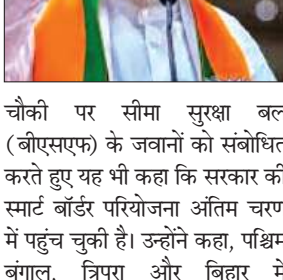 चौकी पर सीमा सुरक्षा बल
(बीएसएफ) के जवानों को संबोधित
करते हुए यह भी कहा कि सरकार की
स्मार्ट बॉर्डर परियोजना अंतिम चरण
में पहुंच चुकी है। उन्होंने कहा, पश्चिम
बंगाल, त्रिपुरा और बिहार में